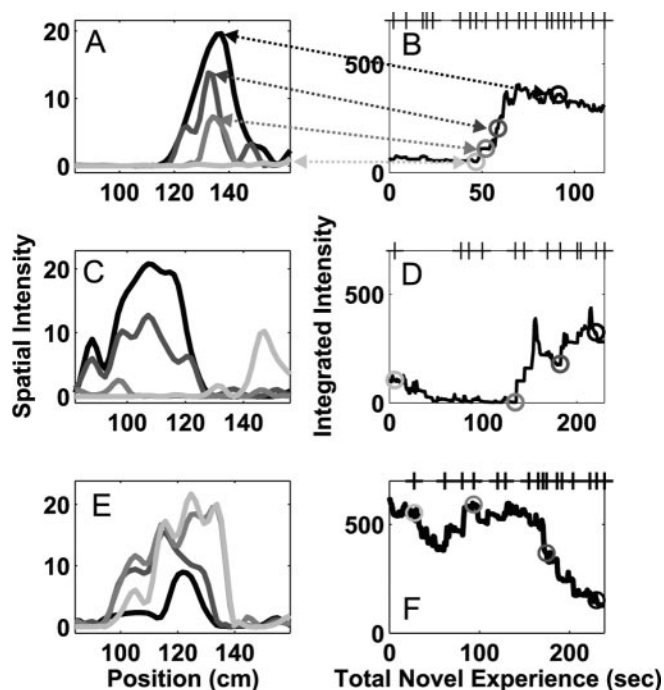 20
10
0
A
100 120 140
B
500
0
0 50 100
20
10
0
C
100 120 140
D
500
0
0 100 200
Spatial Intensity
Integrated Intensity
20
10
0
E
80 100 120 140
Position (cm)
500
0
F
0 100 200
Total Novel Experience (sec)